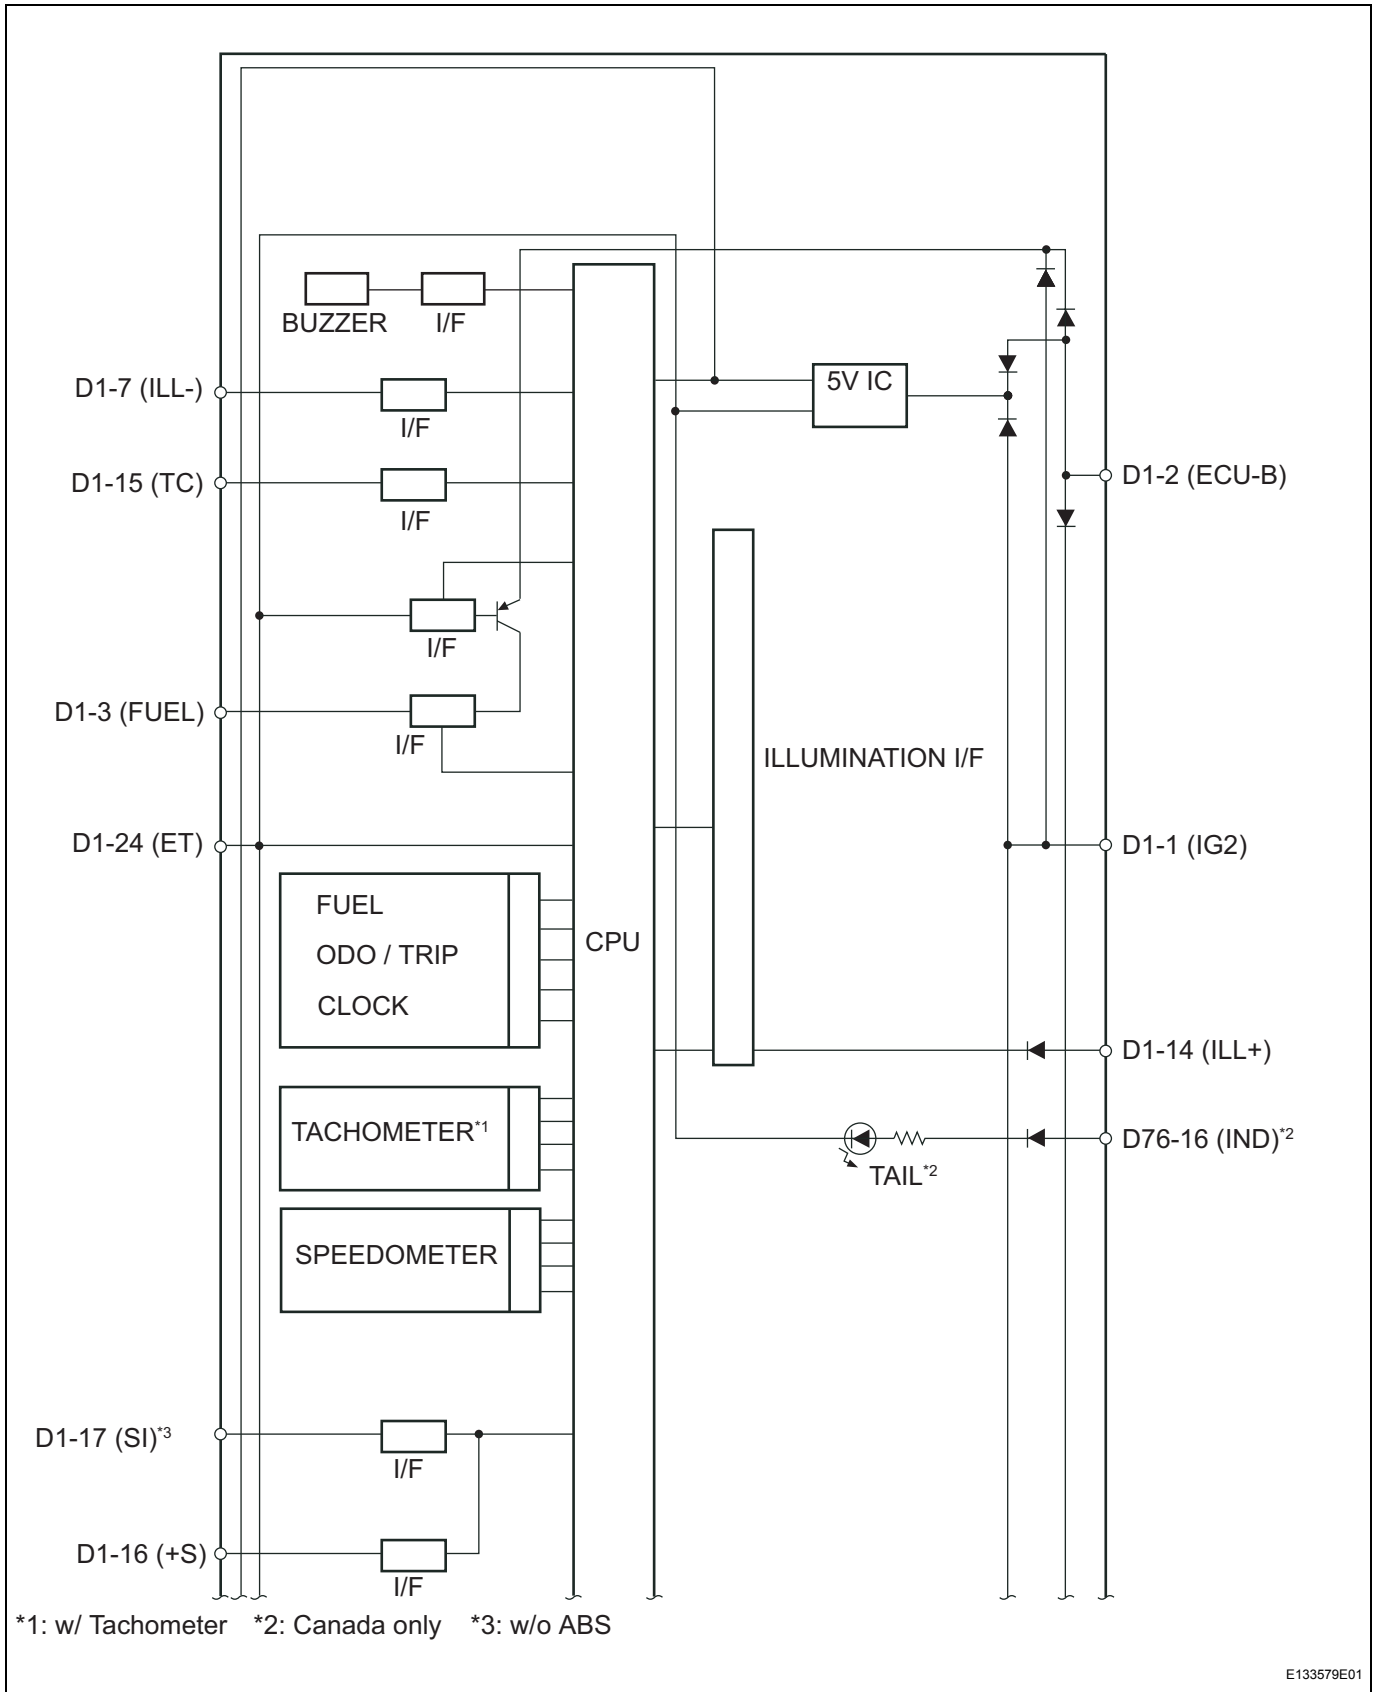 BUZZER
I/F
D1-7 (ILL-)
I/F
5V IC
D1-15 (TC)
I/F
D1-2 (ECU-B)
I/F
D1-3 (FUEL)
I/F
ILLUMINATION I/F
D1-24 (ET)
D1-1 (IG2)
FUEL
ODO / TRIP
CLOCK
CPU
D1-14 (ILL+)
TACHOMETER*1
D76-16 (IND)*2
TAIL*2
SPEEDOMETER
D1-17 (SI)*3
I/F
D1-16 (+S)
I/F
*1: w/ Tachometer *2: Canada only *3: w/o ABS
E133579E01